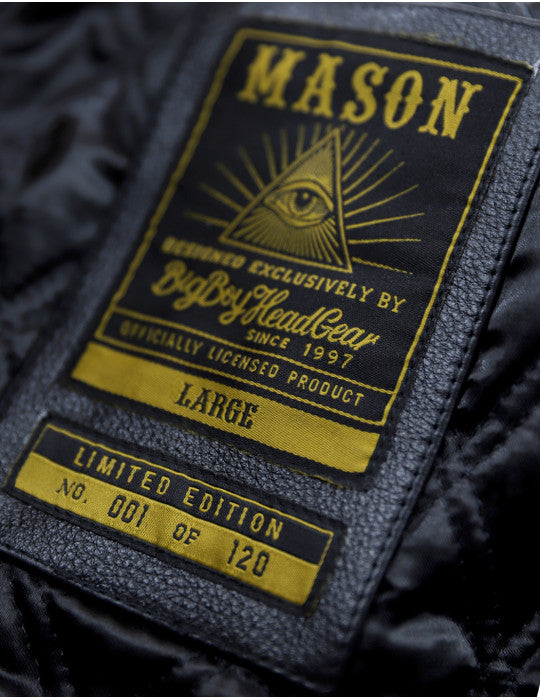 MASON
DESIGNED EXCLUSIVELY BY
BigBoyHeadGear
SINCE 1997
OFFICIALLY LICENSED PRODUCT
LARGE
LIMITED EDITION
NO. 001 OF 120